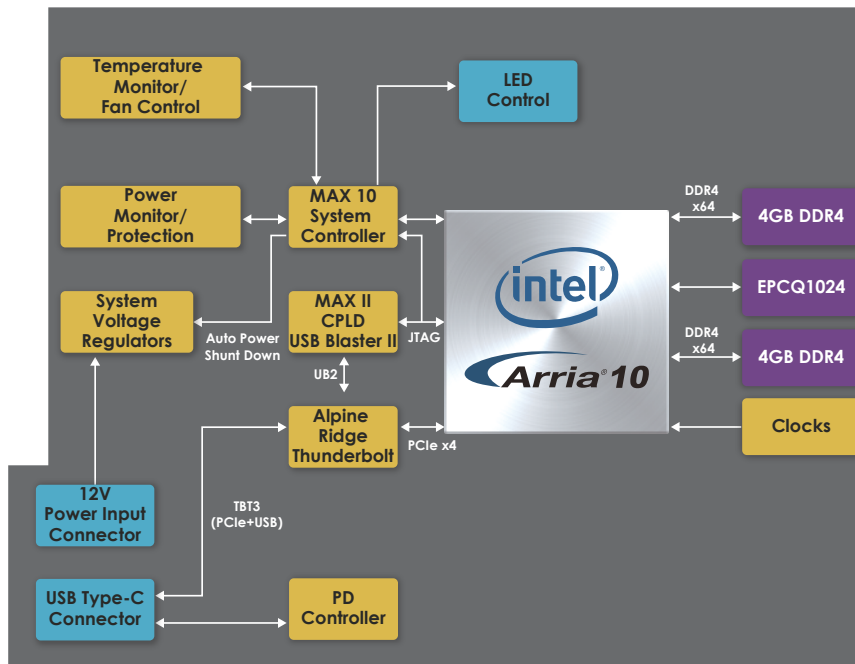 Temperature
Monitor/
Fan Control
LED
Control
Power
Monitor/
Protection
MAX 10
System
Controller
DDR4
x64
4GB DDR4
intel®
EPCQ1024
System
Voltage
Regulators
Auto Power
Shunt Down
MAX II
CPLD
USB Blaster II
JTAG
DDR4
x64
4GB DDR4
Arria® 10
UB2
Alpine
Ridge
Thunderbolt
PCIe x4
Clocks
12V
Power Input
Connector
TBT3
(PCIe+USB)
USB Type-C
Connector
PD
Controller